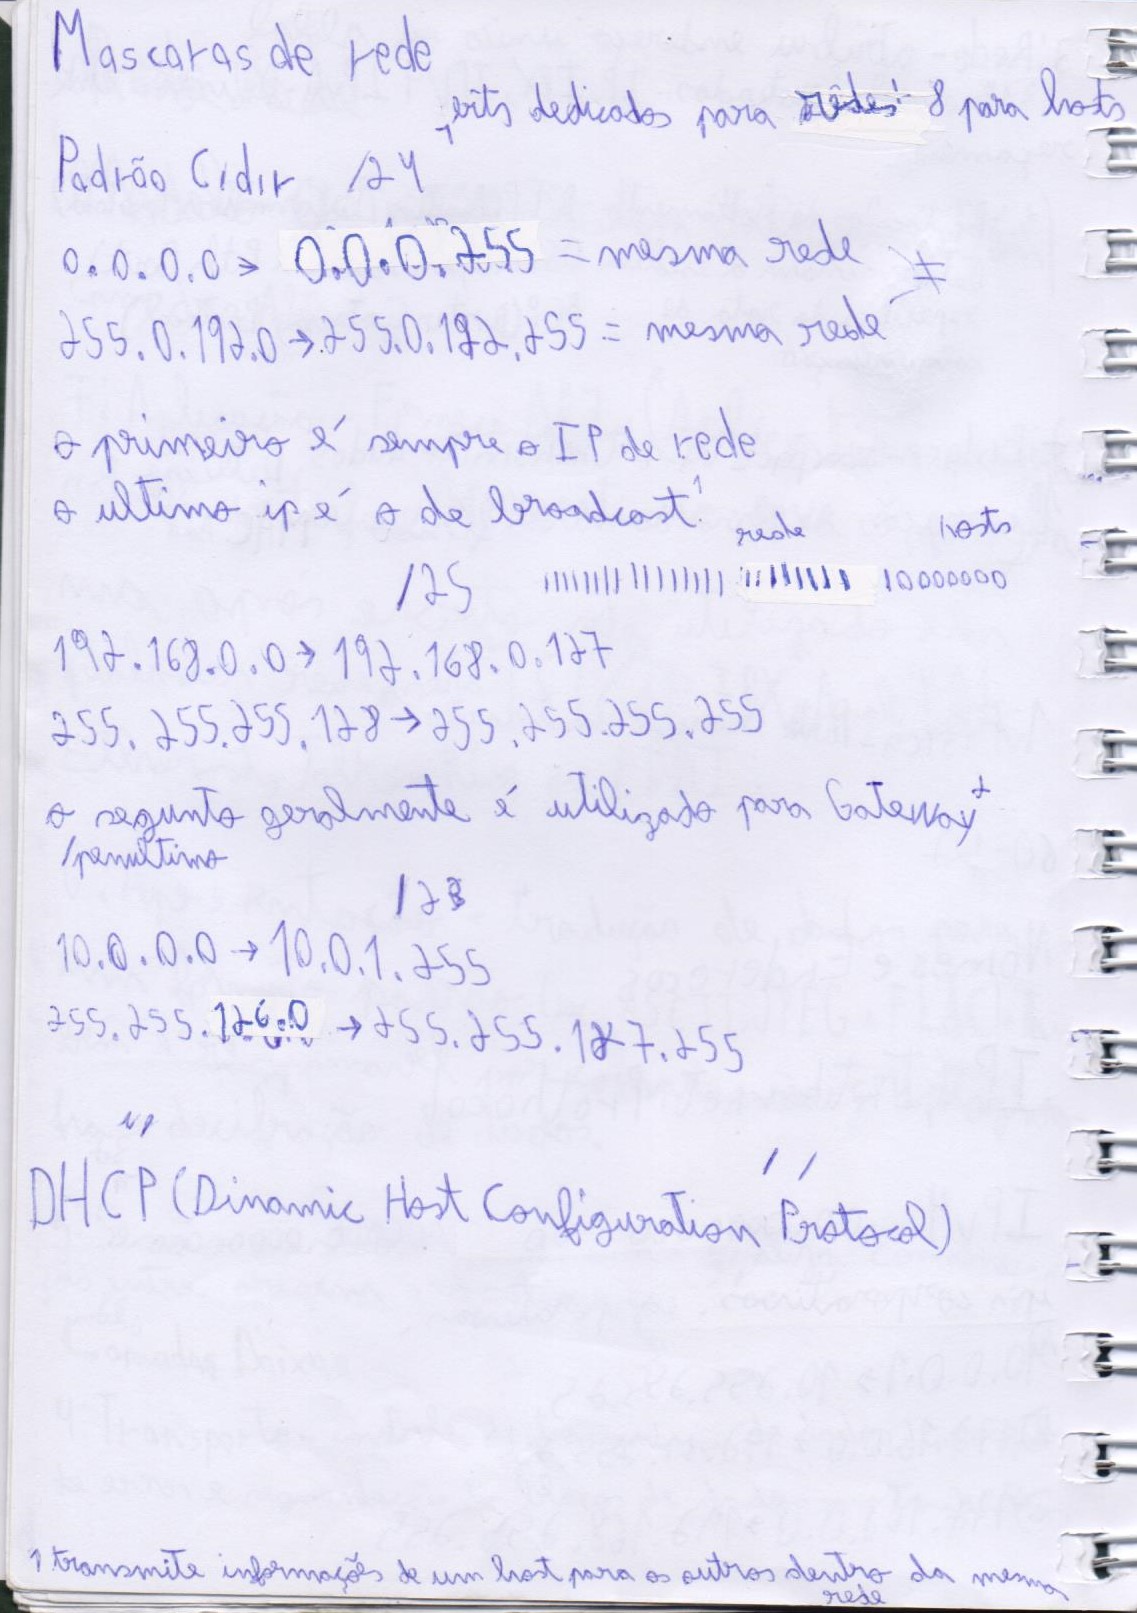 Mascaras de rede
bits dedicados para redes 8 para hosts
Padrão Cidir /24
0.0.0.0 → 0.0.0.255 = mesma rede
≠
255.0.192.0 → 255.0.192.255 = mesma rede
o primeiro é sempre o IP de rede
o ultimo ip é o de broadcast¹
rede hosts
/25 11111111 11111111 11111111 10000000
192.168.0.0 → 192.168.0.127
255.255.255.128 → 255.255.255.255
o segunto geralmente é utilizado para Gateway²
/penultimo
/23
10.0.0.0 → 10.0.1.255
255.255.126.0 → 255.255.127.255
DHCP (Dinamic Host Configuration Protocol)
1 transmite informações de um host para os outros dentro da mesma
rede